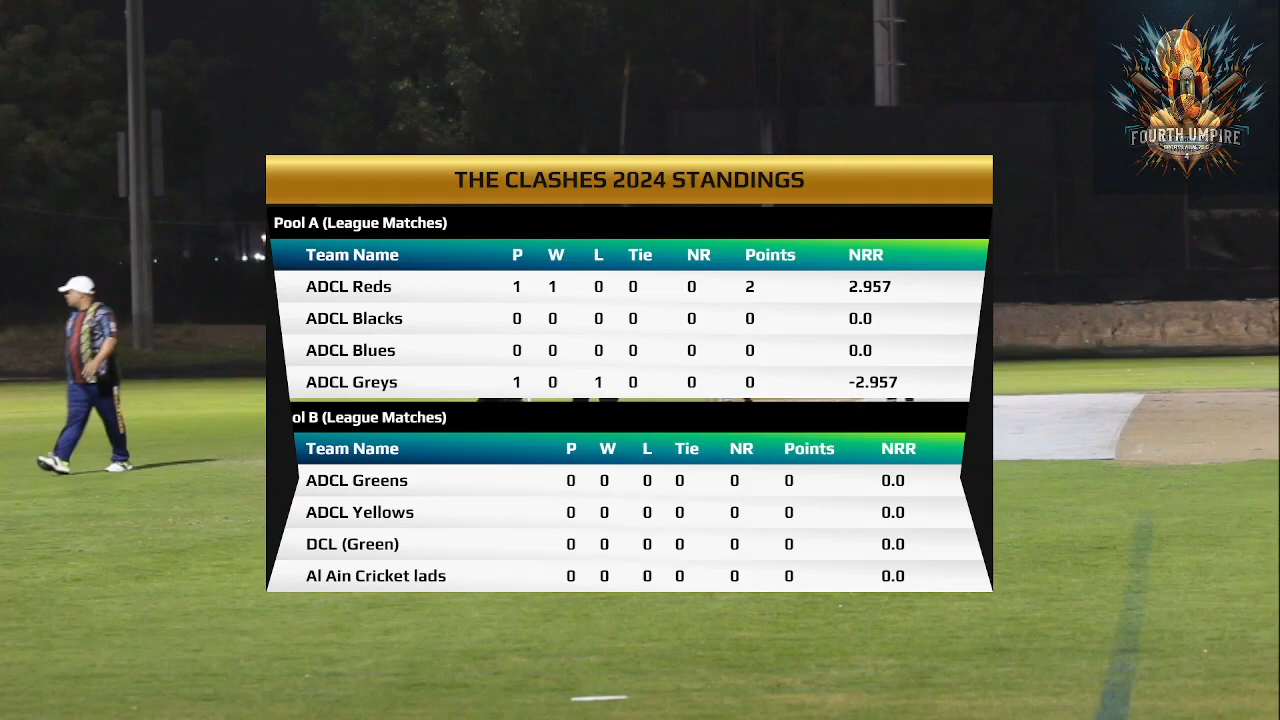 FOURTH UMPIRE
THE CLASHES 2024 STANDINGS
Pool A (League Matches)
Team Name P W L Tie NR Points NRR
ADCL Reds 1 1 0 0 0 2 2.957
ADCL Blacks 0 0 0 0 0 0 0.0
ADCL Blues 0 0 0 0 0 0 0.0
ADCL Greys 1 0 1 0 0 0 -2.957
ol B (League Matches)
Team Name P W L Tie NR Points NRR
ADCL Greens 0 0 0 0 0 0 0.0
ADCL Yellows 0 0 0 0 0 0 0.0
DCL (Green) 0 0 0 0 0 0 0.0
Al Ain Cricket lads 0 0 0 0 0 0 0.0